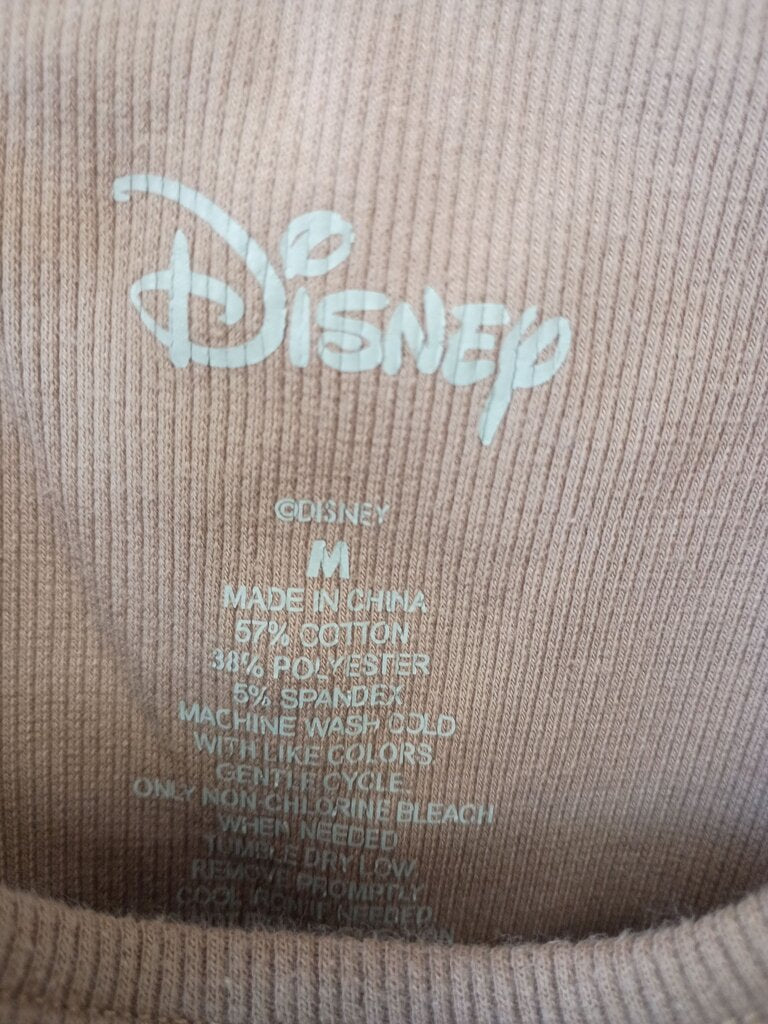 Disney
©DISNEY
M
MADE IN CHINA
57% COTTON
38% POLYESTER
5% SPANDEX
MACHINE WASH COLD
WITH LIKE COLORS
GENTLE CYCLE.
ONLY NON CHLORINE BLEACH
WHEN NEEDED
TUMBLE DRY LOW
REMOVE PROMPTLY
COOL IRON IF NEEDED